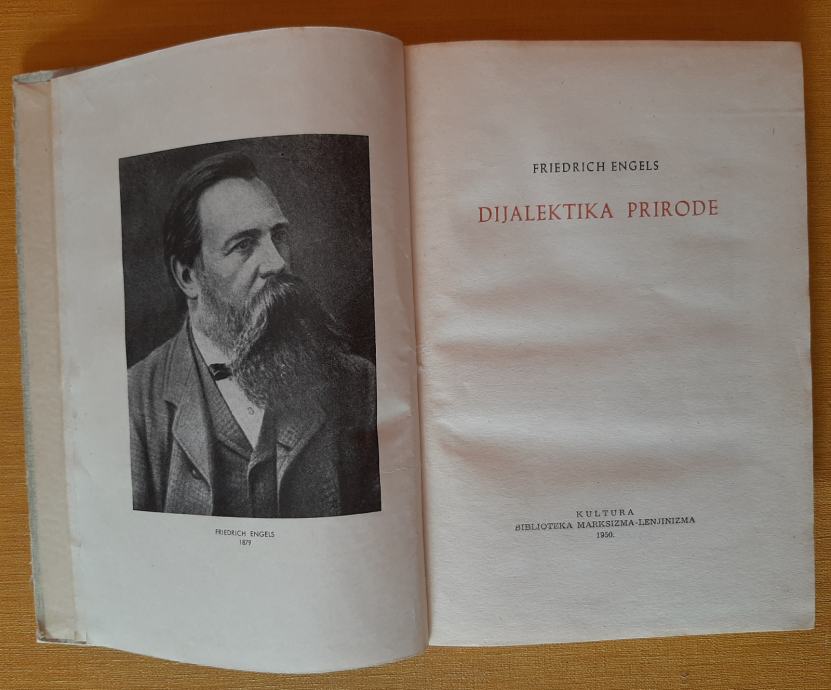 FRIEDRICH ENGELS
1879
FRIEDRICH ENGELS
DIJALEKTIKA PRIRODE
KULTURA
BIBLIOTEKA MARKSIZMA-LENJINIZMA
1950.